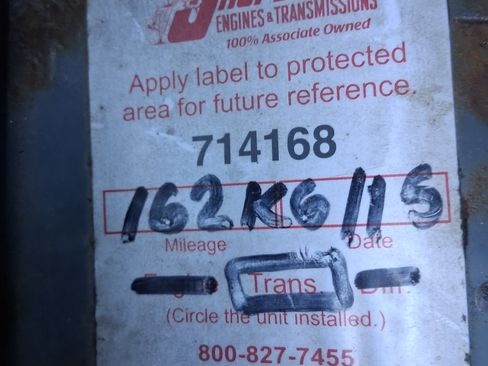 ENGINES & TRANSMISSIONS
100% Associate Owned
Apply label to protected
area for future reference.
714168
162K 6/15
Mileage Date
Trans.
(Circle the unit installed.)
800-827-7455